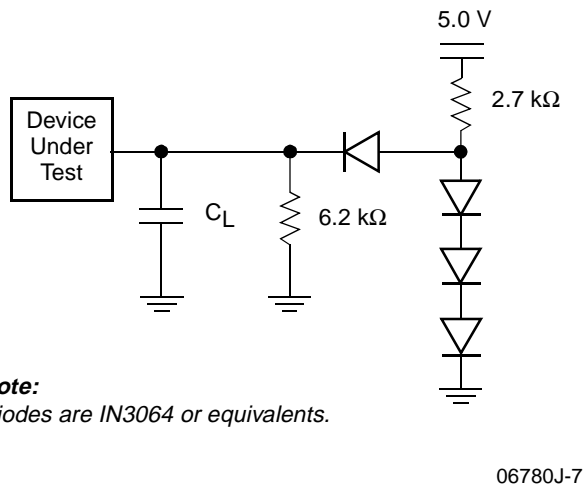 5.0 V
2.7 kΩ
Device
Under
Test
CL
6.2 kΩ
ote:
iodes are IN3064 or equivalents.
06780J-7